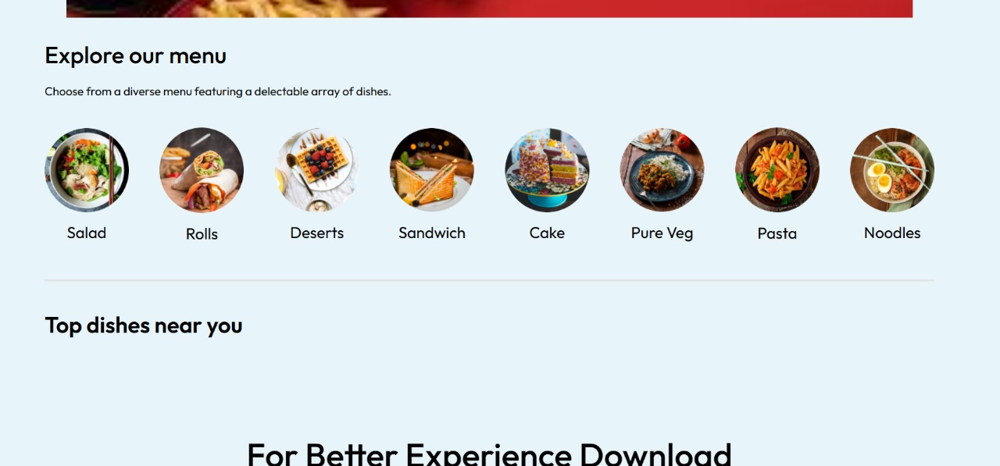 Explore our menu
Choose from a diverse menu featuring a delectable array of dishes.
Salad
Rolls
Deserts
Sandwich
Cake
Pure Veg
Pasta
Noodles
Top dishes near you
For Better Experience Download